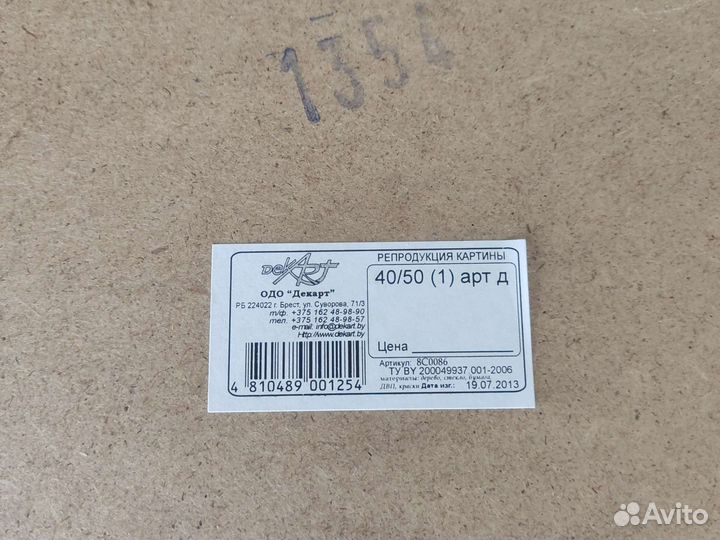 1354
DekART
ОДО "Декарт"
РБ 224022 г. Брест, ул. Суворова, 71/3
т/ф. +375 162 48-98-90
тел. +375 162 48-98-57
e-mail: info@dekart.by
Http://www.dekart.by
4 810489 001254
РЕПРОДУКЦИЯ КАРТИНЫ
40/50 (1) арт д
Цена
Артикул: 8С0086
ТУ BY 200049937.001-2006
материалы: дерево, стекло, бумага
ДВП, краски Дата изг.: 19.07.2013
Avito